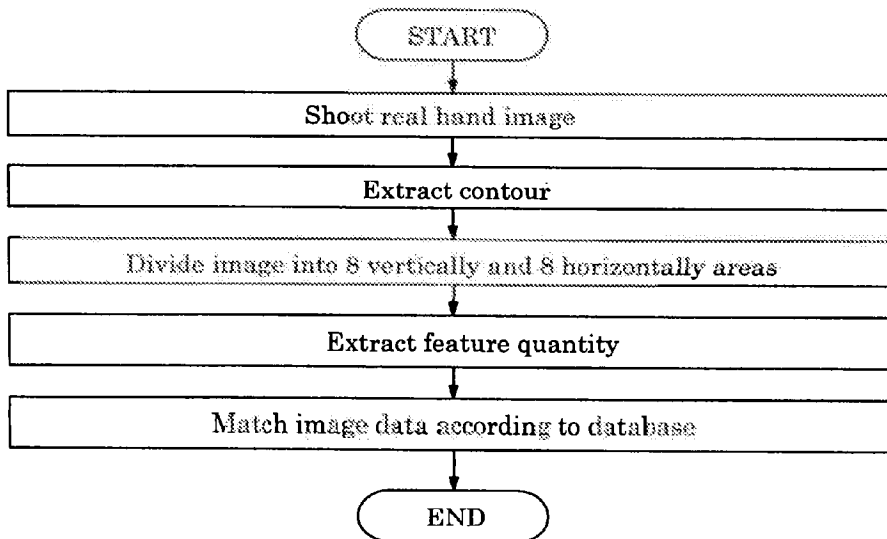 START
Shoot real hand image
Extract contour
Divide image into 8 vertically and 8 horizontally areas
Extract feature quantity
Match image data according to database
END